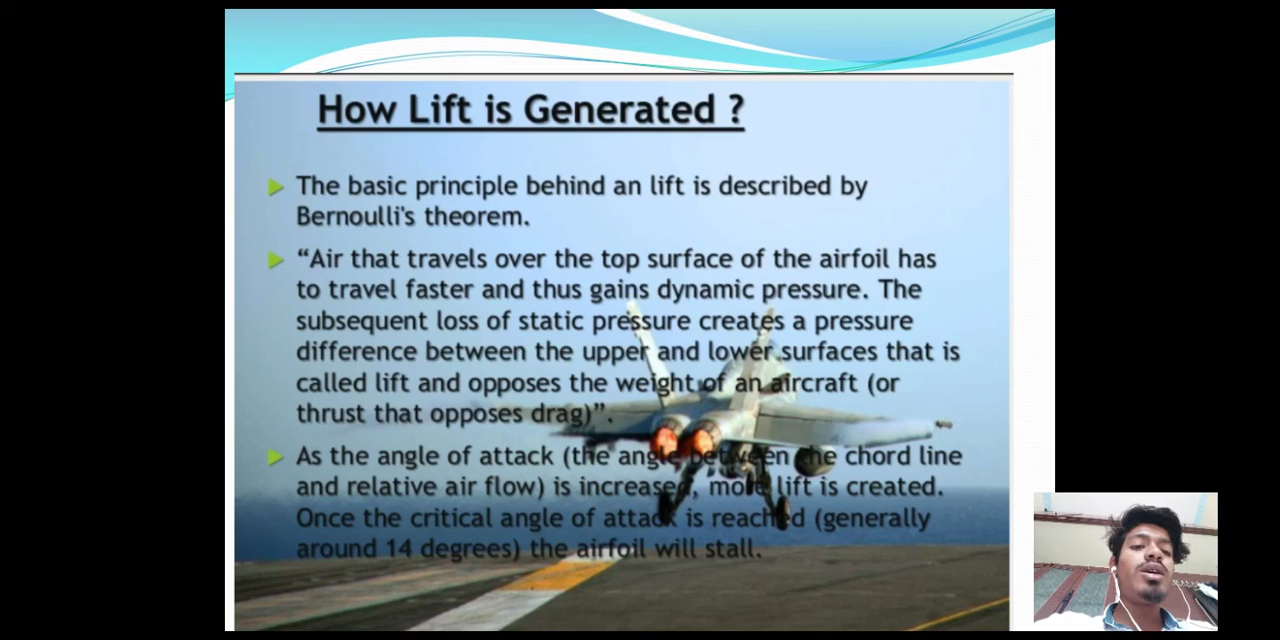 How Lift is Generated ?
The basic principle behind an lift is described by
Bernoulli's theorem.
“Air that travels over the top surface of the airfoil has
to travel faster and thus gains dynamic pressure. The
subsequent loss of static pressure creates a pressure
difference between the upper and lower surfaces that is
called lift and opposes the weight of an aircraft (or
thrust that opposes drag)”.
As the angle of attack (the angle between the chord line
and relative air flow) is increased, more lift is created.
Once the critical angle of attack is reached (generally
around 14 degrees) the airfoil will stall.